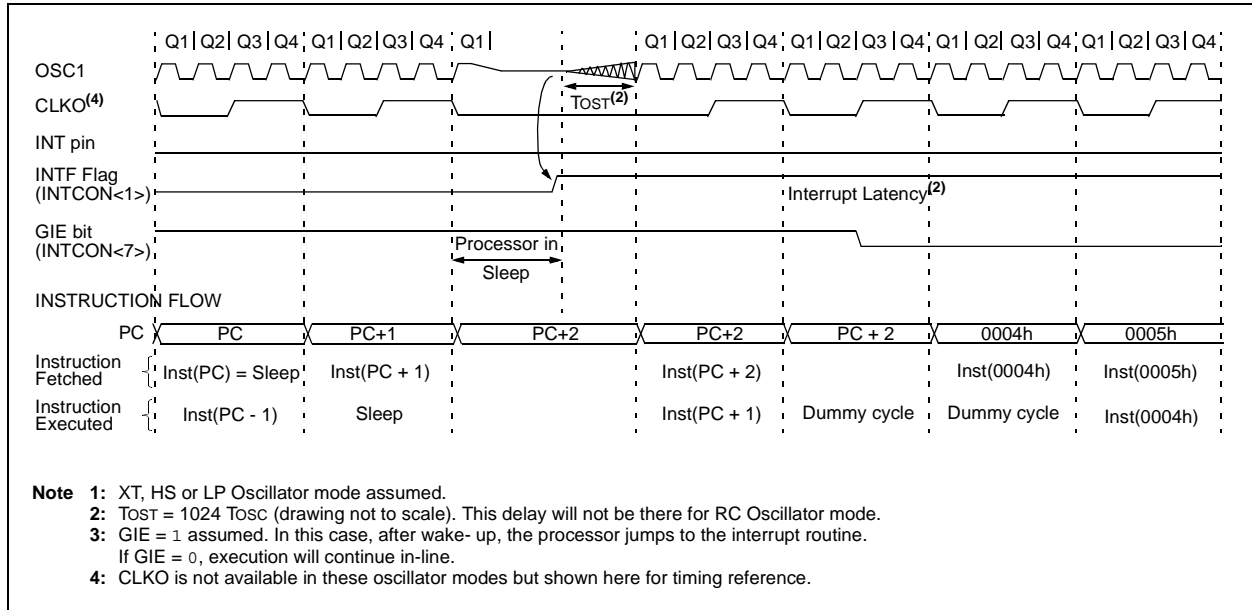 Q1 Q2 Q3 Q4 Q1 Q2 Q3 Q4 Q1 Q1 Q2 Q3 Q4 Q1 Q2 Q3 Q4 Q1 Q2 Q3 Q4 Q1 Q2 Q3 Q4
OSC1
CLKO(4)
TOST(2)
INT pin
INTF Flag
(INTCON<1>)
Interrupt Latency(2)
GIE bit
(INTCON<7>)
Processor in
Sleep
INSTRUCTION FLOW
PC PC PC+1 PC+2 PC+2 PC + 2 0004h 0005h
Instruction
Fetched
Inst(PC) = Sleep Inst(PC + 1) Inst(PC + 2) Inst(0004h) Inst(0005h)
Instruction
Executed
Inst(PC - 1) Sleep Inst(PC + 1) Dummy cycle Dummy cycle Inst(0004h)
Note 1: XT, HS or LP Oscillator mode assumed.
2: TOST = 1024 TOSC (drawing not to scale). This delay will not be there for RC Oscillator mode.
3: GIE = 1 assumed. In this case, after wake- up, the processor jumps to the interrupt routine.
If GIE = 0, execution will continue in-line.
4: CLKO is not available in these oscillator modes but shown here for timing reference.